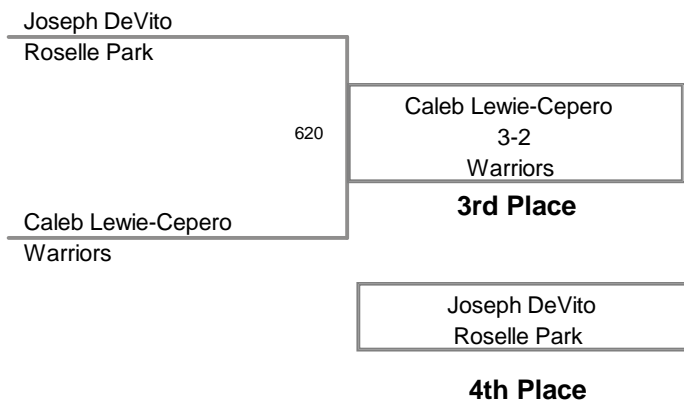 Joseph DeVito
Roselle Park
620
Caleb Lewie-Cepero
3-2
Warriors
3rd Place
Caleb Lewie-Cepero
Warriors
Joseph DeVito
Roselle Park
4th Place